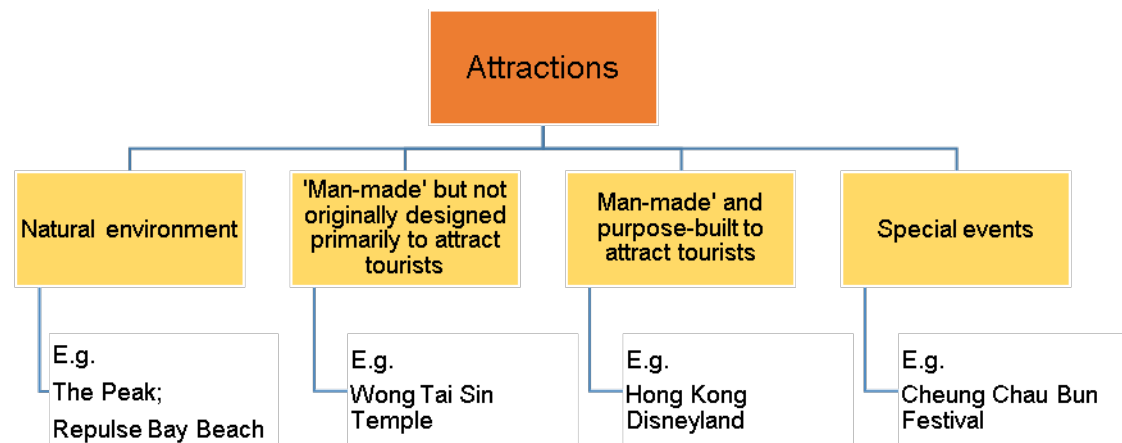 Attractions
Natural environment
'Man-made' but not
originally designed
primarily to attract
tourists
Man-made' and
purpose-built to
attract tourists
Special events
E.g.
The Peak;
Repulse Bay Beach
E.g.
Wong Tai Sin
Temple
E.g.
Hong Kong
Disneyland
E.g.
Cheung Chau Bun
Festival